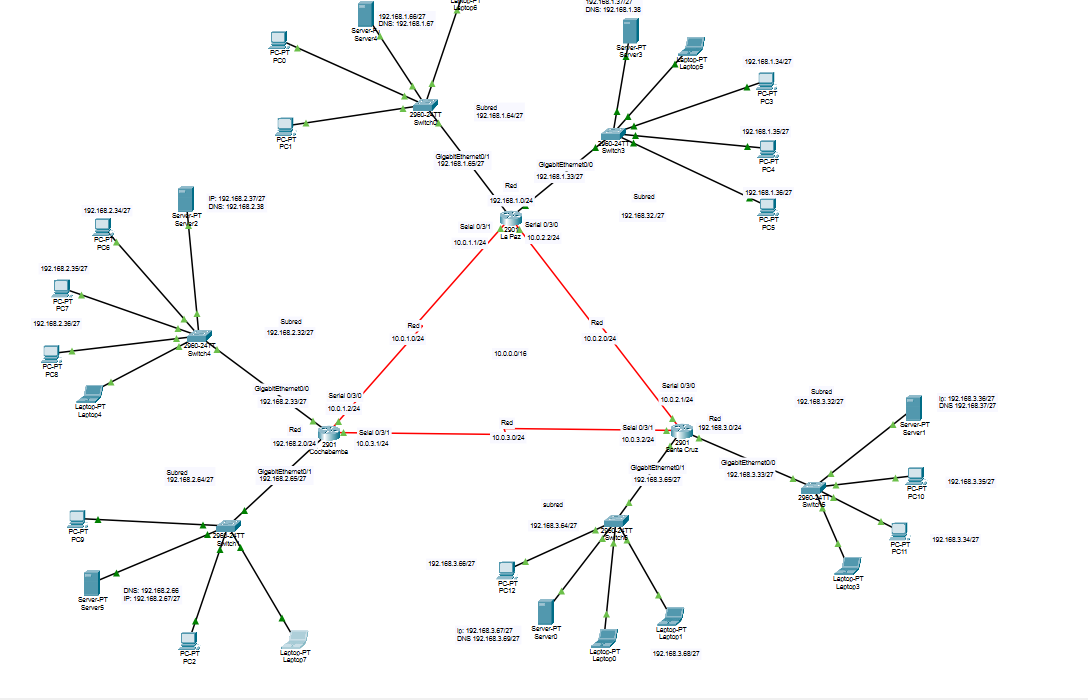 192.168.1.37/27
DNS: 192.168.1.38
Laptop-PT
Laptop6
192.168.1.66/27
DNS: 192.168.1.67
Server-PT
Server4
PC-PT
PC0
Server-PT
Server3
Laptop-PT
Laptop5
192.168.1.34/27
PC-PT
PC3
2960-24TT
Subred
192.168.1.64/27
PC-PT
PC1
192.168.1.35/27
2960-24TT
Switch3
PC-PT
PC4
GigabitEthernet0/1
192.168.1.65/27
GigabitEthernet0/0
192.168.1.33/27
Red
192.168.1.0/24
Subred
192.168.32./27
192.168.1.36/27
PC-PT
PC5
IP: 192.168.2.37/27
DNS: 192.168.2.38
Server-PT
Server2
192.168.2.34/27
PC-PT
PC6
Serial 0/3/1
10.0.1.1/24
2901
La Paz
Serial 0/3/0
10.0.2.2/24
192.168.2.35/27
PC-PT
PC7
192.168.2.36/27
PC-PT
PC8
2960-24TT
Switch4
Subred
192.168.2.32/27
Red
10.0.1.0/24
Red
10.0.2.0/24
10.0.0.0/16
Laptop-PT
Laptop4
GigabitEthernet0/0
192.168.2.33/27
Serial 0/3/0
10.0.1.2/24
Serial 0/3/0
10.0.2.1/24
Subred
192.168.3.32/27
Ip: 192.168.3.36/27
DNS 192.168.37/27
Server-PT
Server1
Red
192.168.2.0/24
2901
Cochabamba
Serial 0/3/1
10.0.3.1/24
Red
10.0.3.0/24
Serial 0/3/1
10.0.3.2/24
2901
Santa Cruz
Red
192.168.3.0/24
Subred
192.168.2.64/27
GigabitEthernet0/1
192.168.2.65/27
GigabitEthernet0/1
192.168.3.65/27
GigabitEthernet0/0
192.168.3.33/27
2960-24TT
PC-PT
PC10
192.168.3.35/27
PC-PT
PC9
2960-24TT
subred
192.168.3.64/27
2960-24TT
PC-PT
PC11
192.168.3.34/27
192.168.3.66/27
PC-PT
PC12
Laptop-PT
Laptop3
Server-PT
Server5
DNS: 192.168.2.66
IP: 192.168.2.67/27
Ip: 192.168.3.67/27
DNS 192.168.3.69/27
Server-PT
Server0
Laptop-PT
Laptop1
192.168.3.68/27
PC-PT
PC2
Laptop-PT
Laptop7
Laptop-PT
Laptop0